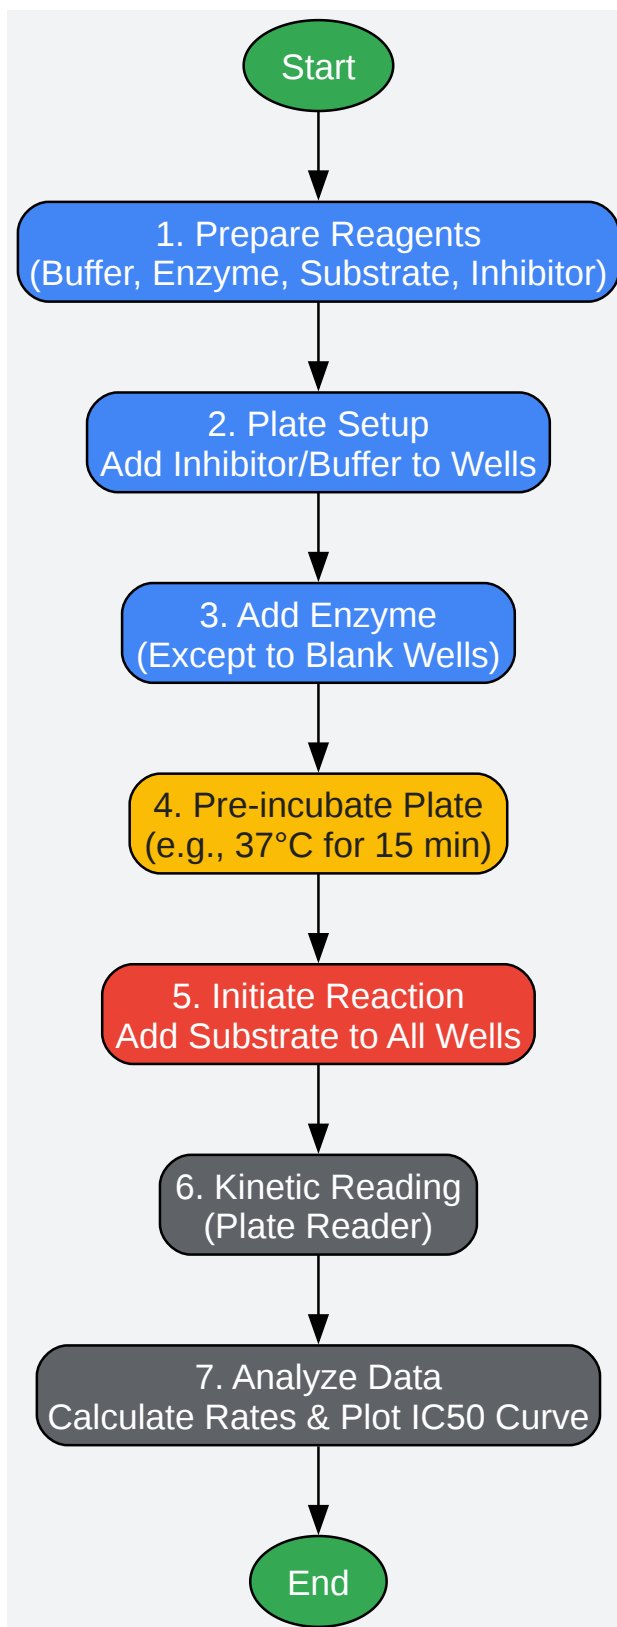 Start
1. Prepare Reagents
(Buffer, Enzyme, Substrate, Inhibitor)
2. Plate Setup
Add Inhibitor/Buffer to Wells
3. Add Enzyme
(Except to Blank Wells)
4. Pre-incubate Plate
(e.g., 37°C for 15 min)
5. Initiate Reaction
Add Substrate to All Wells
6. Kinetic Reading
(Plate Reader)
7. Analyze Data
Calculate Rates & Plot IC50 Curve
End